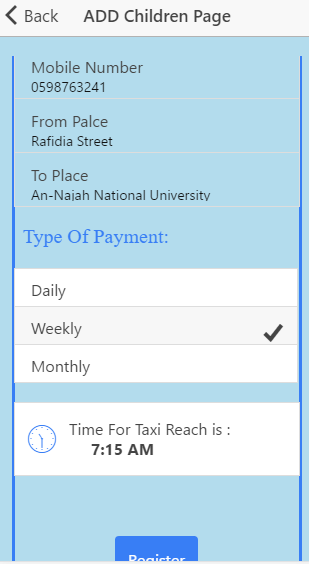 Back
ADD Children Page
Mobile Number
0598763241
From Palce
Rafidia Street
To Place
An-Najah National University
Type Of Payment:
Daily
Weekly
Monthly
Time For Taxi Reach is :
7:15 AM
Register